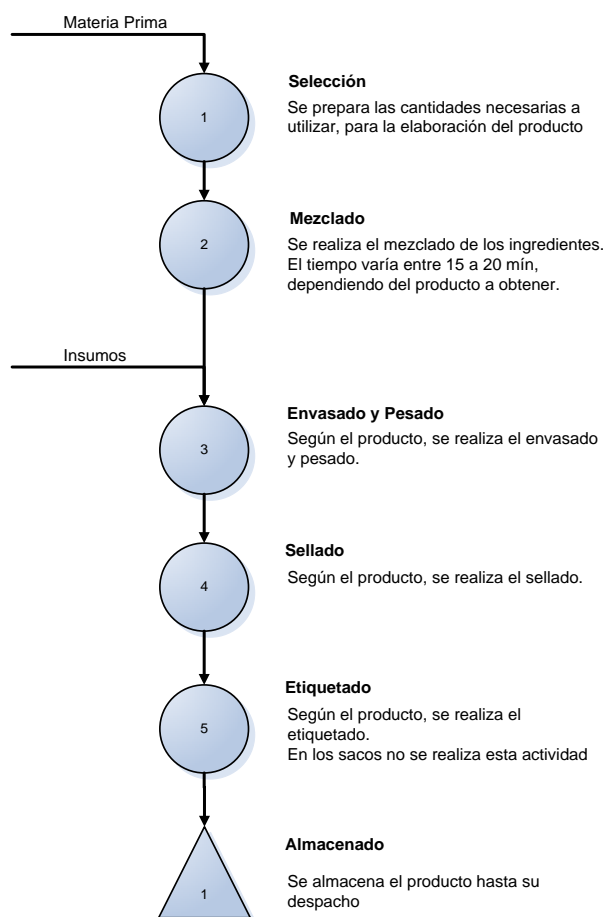 Materia Prima
1
Selección
Se prepara las cantidades necesarias a
utilizar, para la elaboración del producto
2
Mezclado
Se realiza el mezclado de los ingredientes.
El tiempo varía entre 15 a 20 mín,
dependiendo del producto a obtener.
Insumos
3
Envasado y Pesado
Según el producto, se realiza el envasado
y pesado.
4
Sellado
Según el producto, se realiza el sellado.
5
Etiquetado
Según el producto, se realiza el
etiquetado.
En los sacos no se realiza esta actividad
1
Almacenado
Se almacena el producto hasta su
despacho